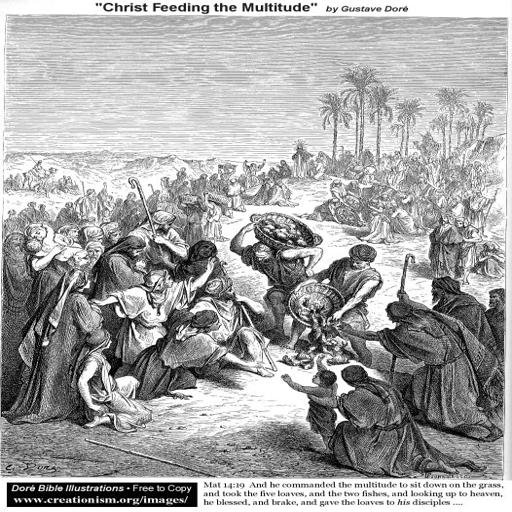 "Christ Feeding the Multitude" by Gustave Doré
G. Doré
Doré Bible Illustrations • Free to Copy
www.creationism.org/images/
Mat 14:19 And he commanded the multitude to sit down on the grass,
and took the five loaves, and the two fishes, and looking up to heaven,
he blessed, and brake, and gave the loaves to his disciples ....